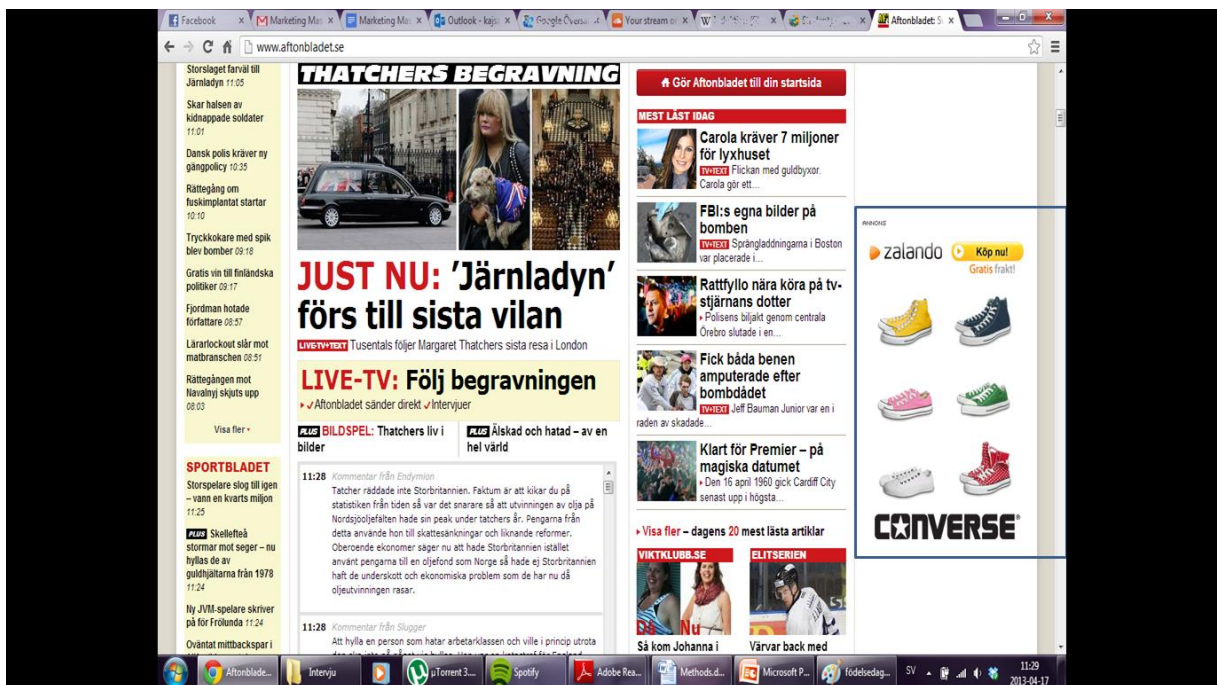 Facebook
Marketing Mas
Marketing Mas
Outlook - kajsa
Google Översä
Your stream on
Aftonbladet: Sv
www.aftonbladet.se
Storslaget farväl till
Järnladyn 11:05
Skar halsen av
kidnappade soldater
11:01
Dansk polis kräver ny
gängpolicy 10:35
Rättegång om
fuskimplantat startar
10:10
Tryckkokare med spik
blev bomber 09:18
Gratis vin till finländska
politiker 09:17
Fjordman hotade
författare 08:57
Lärarlockout slår mot
matbranschen 08:51
Rättegången mot
Navalnyj skjuts upp
08:03
Visa fler
SPORTBLADET
Storspelare slog till igen
– vann en kvarts miljon
11:25
PLUS Skellefteå
stormar mot seger – nu
hyllas de av
guldhjältarna från 1978
11:24
Ny JVM-spelare skriver
på för Frölunda 11:24
Oväntat mittbackspar i
THATCHERS BEGRAVNING
JUST NU: ’Järnladyn’
förs till sista vilan
LIVE-TV+TEXT Tusentals följer Margaret Thatchers sista resa i London
LIVE-TV: Följ begravningen
Aftonbladet sänder direkt Intervjuer
PLUS BILDSPEL: Thatchers liv i
bilder
PLUS Älskad och hatad – av en
hel värld
11:28 Kommentar från Endymion
Tatcher räddade inte Storbritannien. Faktum är att kikar du på
statistiken från tiden så var det snarare så att utvinningen av olja på
Nordsjöoljefälten hade sin peak under tatchers år. Pengarna från
detta använde hon till skattesänkningar och liknande reformer.
Oberoende ekonomer säger nu att hade Storbritannien istället
använt pengarna till en oljefond som Norge så hade ej Storbritannien
haft de underskott och ekonomiska problem som de har nu då
oljeutvinningen rasar.
11:28 Kommentar från Slugger
Att hylla en person som hatar arbetarklassen och ville i princip utrota
Gör Aftonbladet till din startsida
MEST LÄST IDAG
Carola kräver 7 miljoner
för lyxhuset
TV+TEXT Flickan med guldbyxor.
Carola gör ett...
FBI:s egna bilder på
bomben
TV+TEXT Sprängladdningarna i Boston
var placerade i...
Rattfyllo nära köra på tv-
stjärnans dotter
Polisens biljakt genom centrala
Örebro slutade i en...
Fick båda benen
amputerade efter
bombdådet
TV+TEXT Jeff Bauman Junior var en i
raden av skadade...
Klart för Premier – på
magiska datumet
Den 16 april 1960 gick Cardiff City
senast upp i högsta...
Visa fler – dagens 20 mest lästa artiklar
VIKTKLUBB.SE
Då Nu
Så kom Johanna i
ELITSERIEN
Värvar back med
ANNONS
zalando Köp nu!
Gratis frakt!
CONVERSE
Aftonblade...
Intervju
µTorrent 3....
Spotify
Adobe Rea...
Methods.d...
Microsoft P...
födelsedag...
SV
11:29
2013-04-17